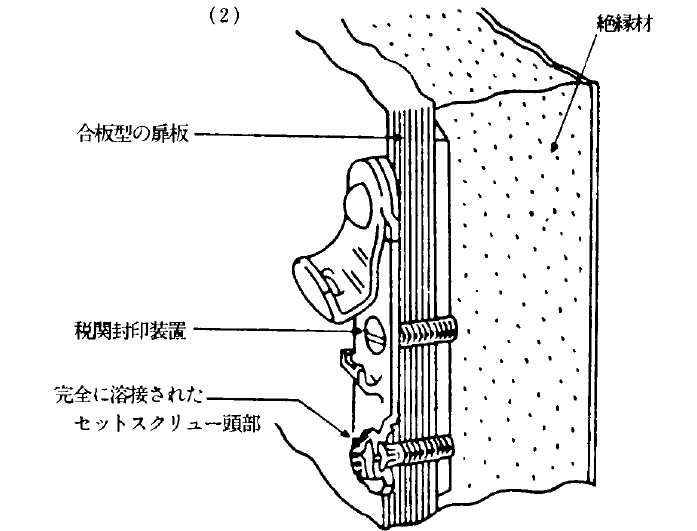 (2)
絶縁材
合板型の扉板
税関封印装置
完全に溶接された
セットスクリュー頭部